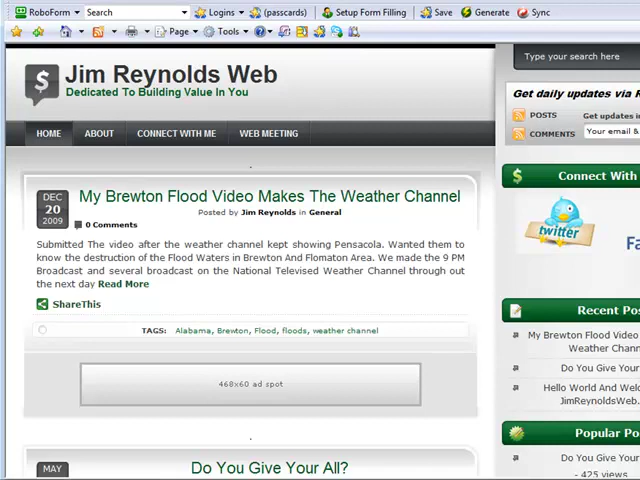 RoboForm Search Logins (passcards) Setup Form Filling Save Generate Sync
Page Tools
Jim Reynolds Web
Dedicated To Building Value In You
Type your search here
Get daily updates via R
POSTS Get updates in
COMMENTS Your email &
HOME ABOUT CONNECT WITH ME WEB MEETING
Connect With
twitter
Fa
DEC
20
2009
My Brewton Flood Video Makes The Weather Channel
Posted by Jim Reynolds in General
0 Comments
Submitted The video after the weather channel kept showing Pensacola. Wanted them to
know the destruction of the Flood Waters in Brewton And Flomaton Area. We made the 9 PM
Broadcast and several broadcast on the National Televised Weather Channel through out
the next day Read More
ShareThis
TAGS: Alabama, Brewton, Flood, floods, weather channel
468x60 ad spot
Recent Pos
My Brewton Flood Video
Weather Chann
Do You Give Your
Hello World And Wel
JimReynoldsWeb.
Popular Po
Do You Give Your
- 425 views
MAY
Do You Give Your All?